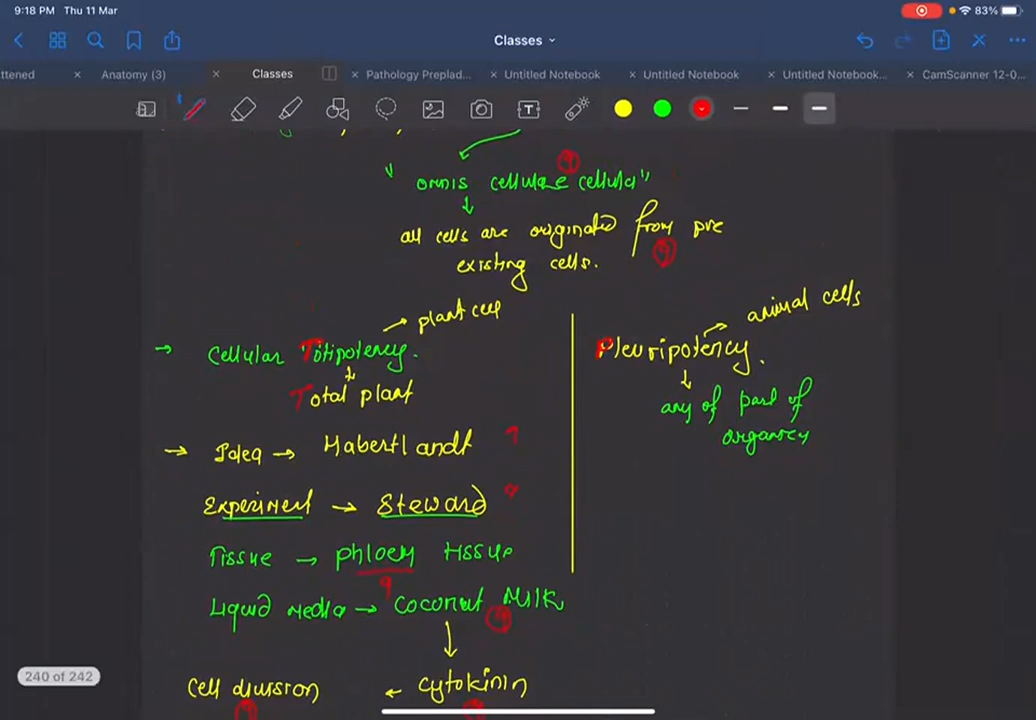 9:18 PM Thu 11 Mar
83%
Classes
ttened
Anatomy (3)
Classes
Pathology Preplad...
Untitled Notebook
Untitled Notebook
Untitled Notebook...
CamScanner 12-0...
" omnis cellulae cellula"
all cells are originated from pre
existing cells.
plant cell
→ Cellular Totipotency.
Total plant
→ Idea → Habertlandt
Experiment → Steward
Tissue → phloem tissue
Liquid media → Coconut Milk
cell division ← cytokinin
animal cells
Pleuripotency.
any of part of
240 of 242